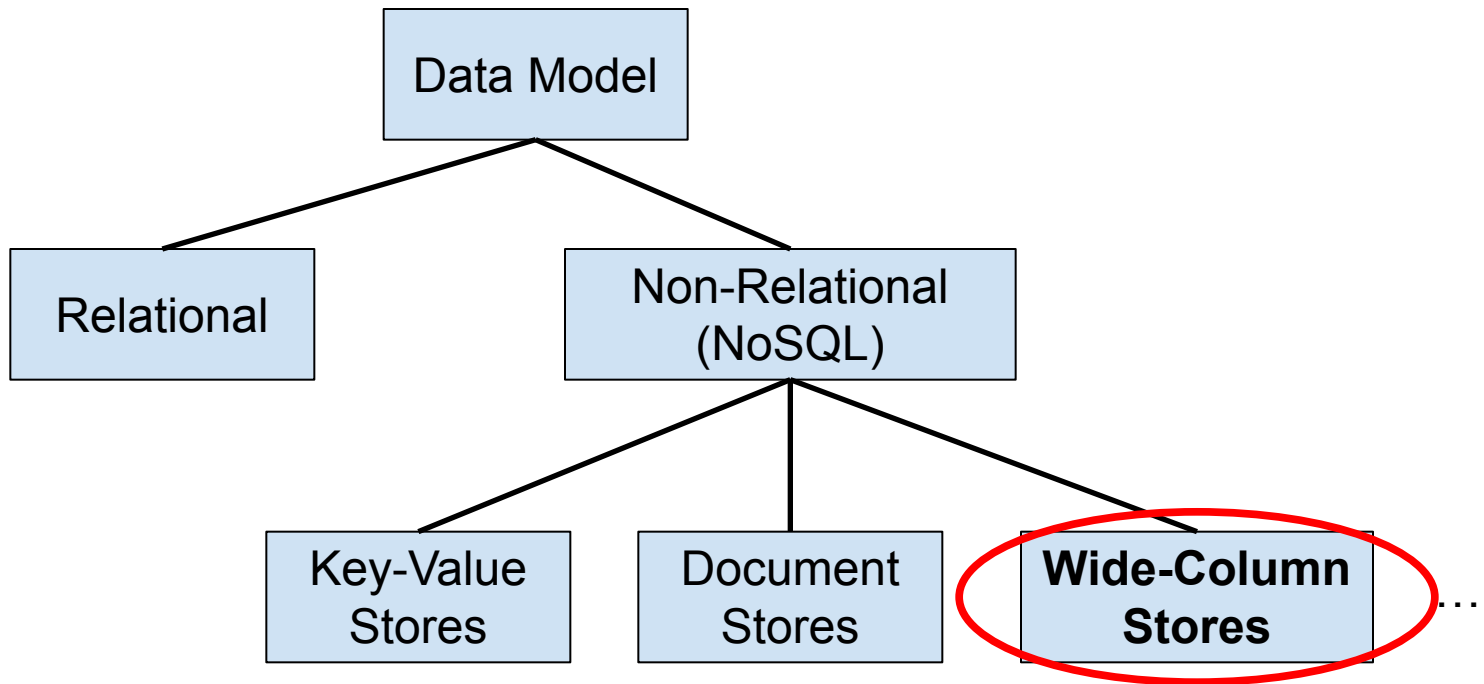 Data Model
Relational
Non-Relational
(NoSQL)
Key-Value
Stores
Document
Stores
Wide-Column
Stores
...